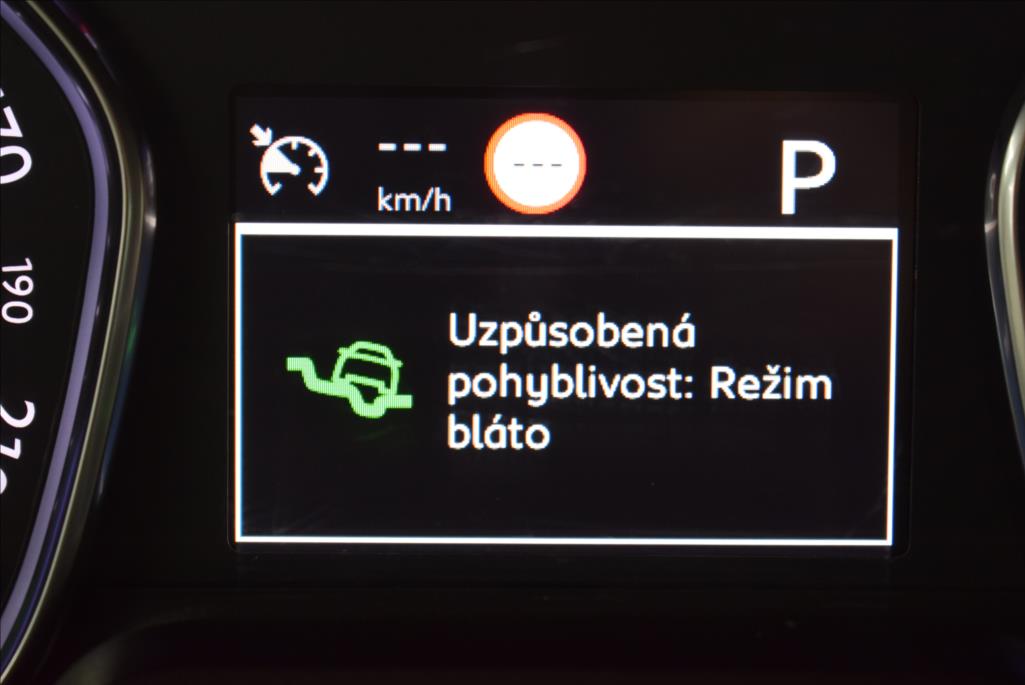 ---
km/h
---
P
Uzpůsobená
pohyblivost: Režim
bláto
190